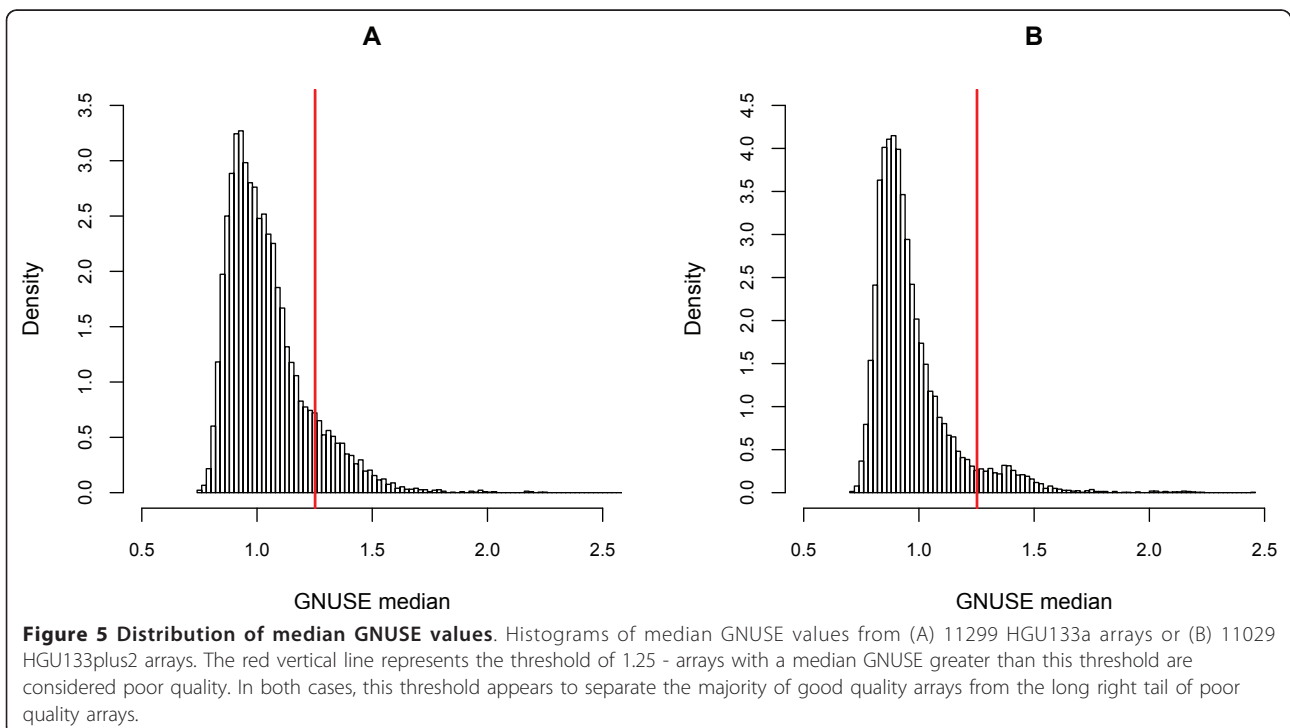 A
B
3.5
3.0
2.5
2.0
1.5
1.0
0.5
0.0
Density
0.5 1.0 1.5 2.0 2.5
GNUSE median
4.5
4.0
3.5
3.0
2.5
2.0
1.5
1.0
0.5
0.0
Density
0.5 1.0 1.5 2.0 2.5
GNUSE median
Figure 5 Distribution of median GNUSE values. Histograms of median GNUSE values from (A) 11299 HGU133a arrays or (B) 11029
HGU133plus2 arrays. The red vertical line represents the threshold of 1.25 - arrays with a median GNUSE greater than this threshold are
considered poor quality. In both cases, this threshold appears to separate the majority of good quality arrays from the long right tail of poor
quality arrays.